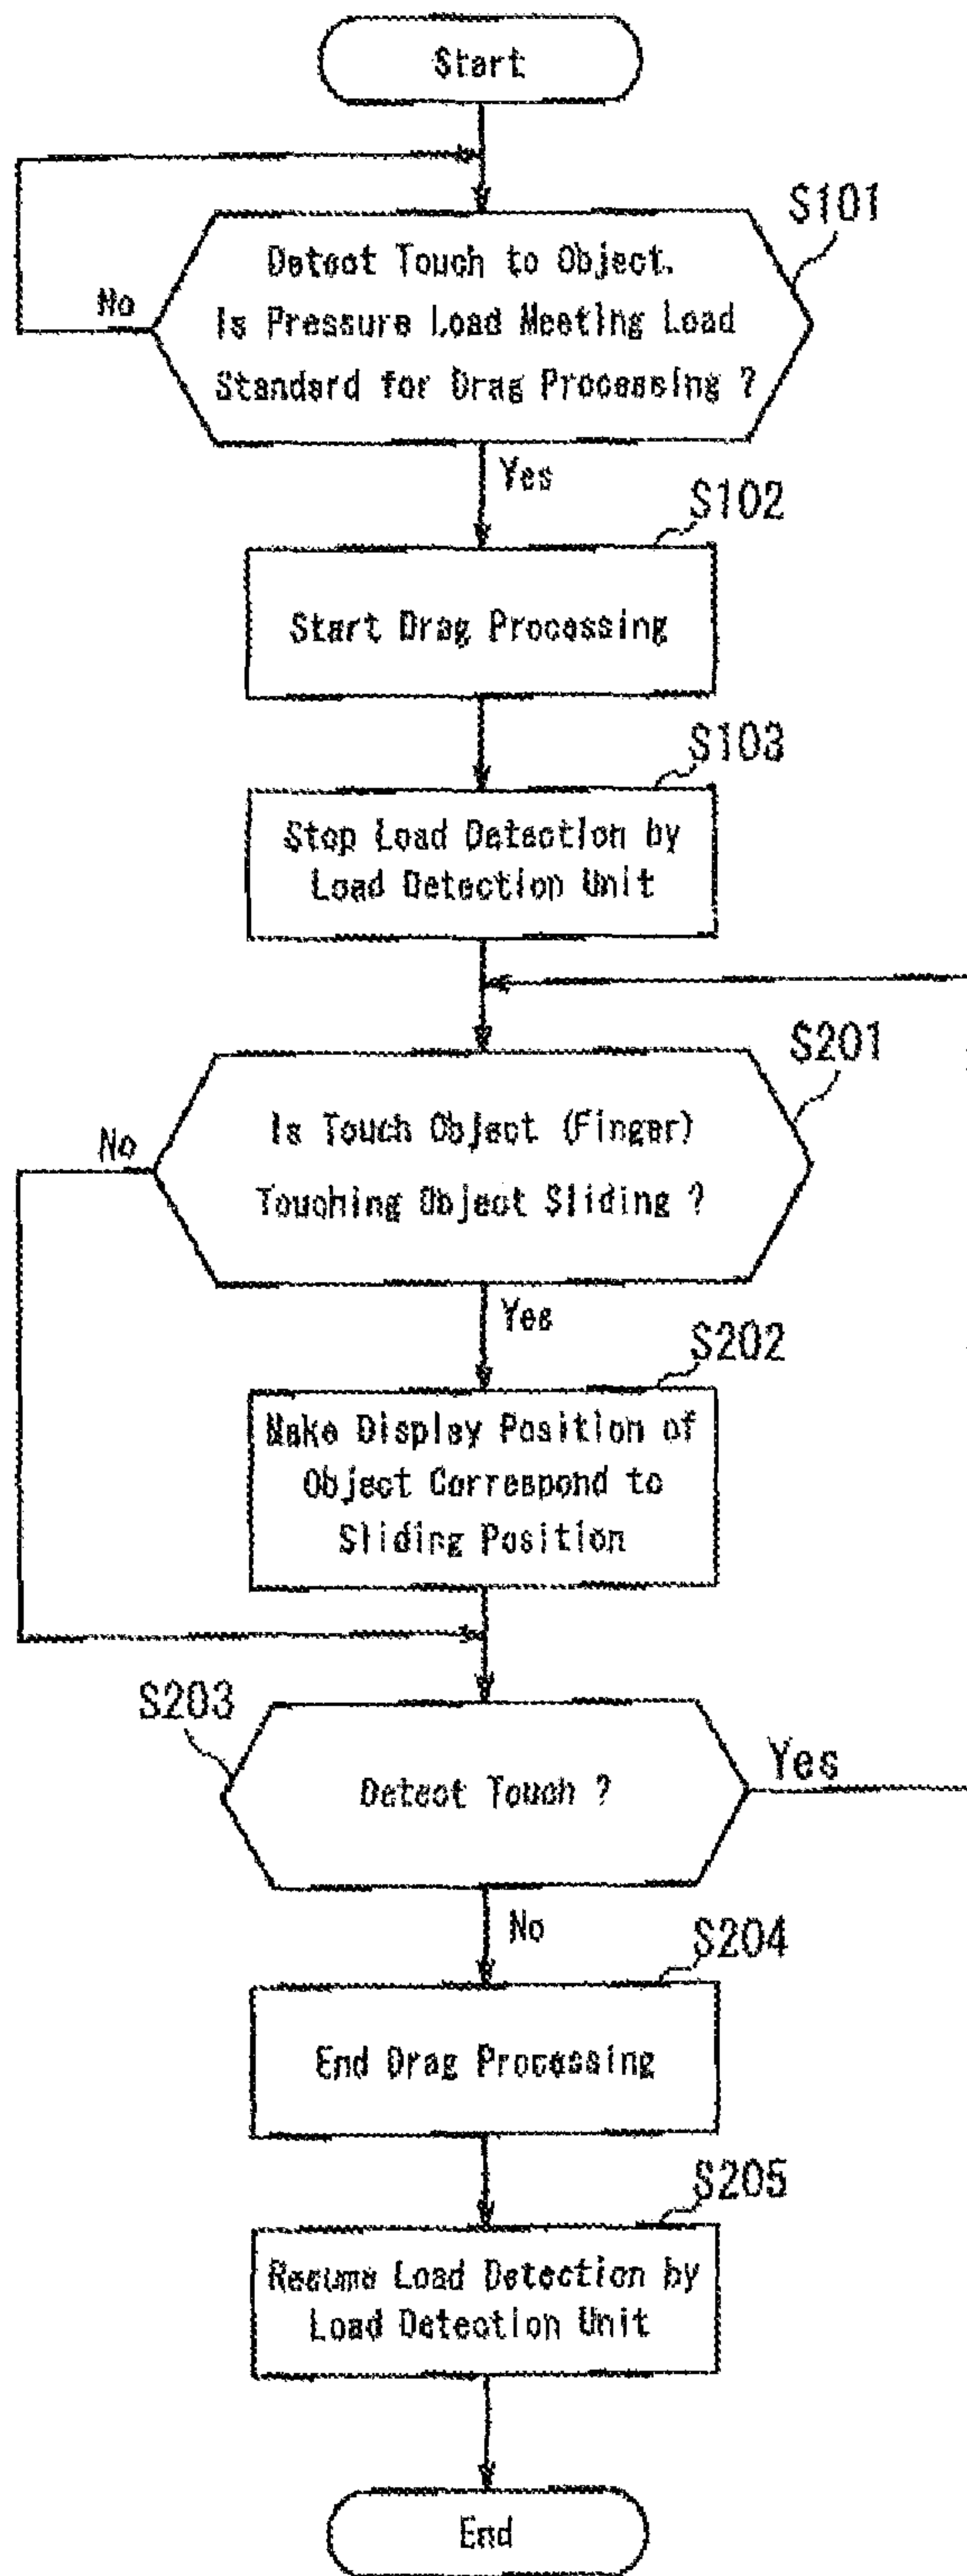 Start
S101
Detect Touch to Object.
No
Is Pressure Load Meeting Load
Standard for Drag Processing ?
Yes
S102
Start Drag Processing
S103
Stop Load Detection by
Load Detection Unit
S201
No
Is Touch Object (Finger)
Touching Object Sliding ?
Yes
S202
Make Display Position of
Object Correspond to
Sliding Position
S203
Detect Touch ?
Yes
No
S204
End Drag Processing
S205
Resume Load Detection by
Load Detection Unit
End